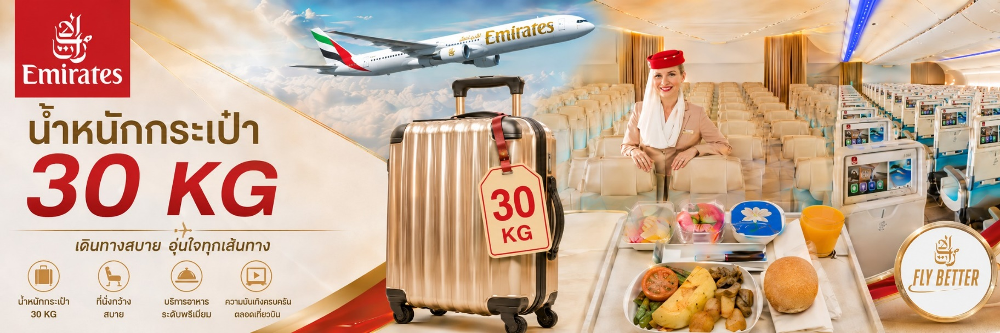 Emirates
Emirates
น้ำหนักกระเป๋า
30 KG
เดินทางสบาย อุ่นใจทุกเส้นทาง
น้ำหนักกระเป๋า
30 KG
ที่นั่งกว้าง
สบาย
บริการอาหาร
ระดับพรีเมียม
ความบันเทิงครบครัน
ตลอดเที่ยวบิน
30
KG
FLY BETTER